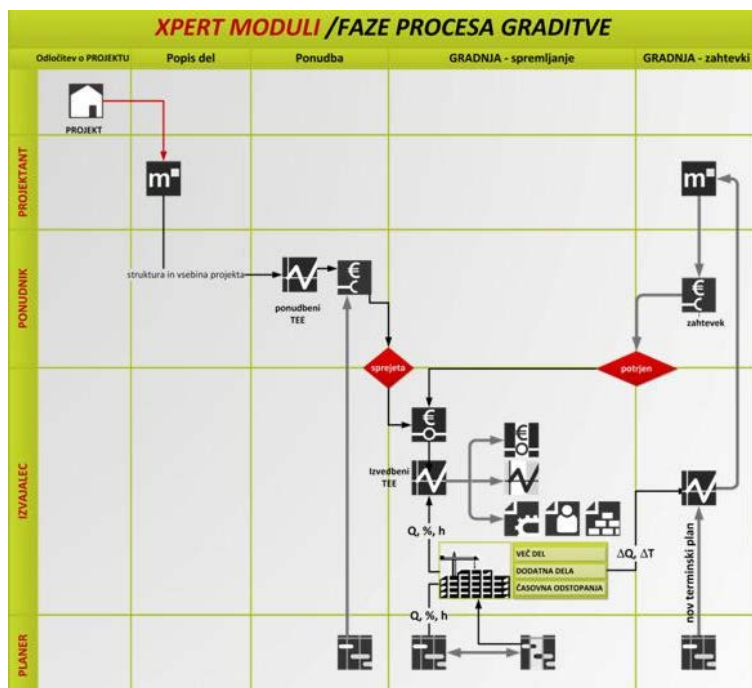 XPERT MODULI /FAZE PROCESA GRADITVE
Odločitev o PROJEKTU
Popis del
Ponudba
GRADNJA - spremljanje
GRADNJA - zahtevki
PROJEKT
PROJEKTANT
m
m
PONUDNIK
struktura in vsebina projekta
ponudbeni
TEE
€
€
zahtevek
sprejeta
potrjen
IZVAJALEC
€
€
Izvedbeni
TEE
Q, %, h
VEČ DEL
DODATNA DELA
ČASOVNA ODSTOPANJA
ΔQ, ΔT
nov terminski plan
Q, %, h
PLANER